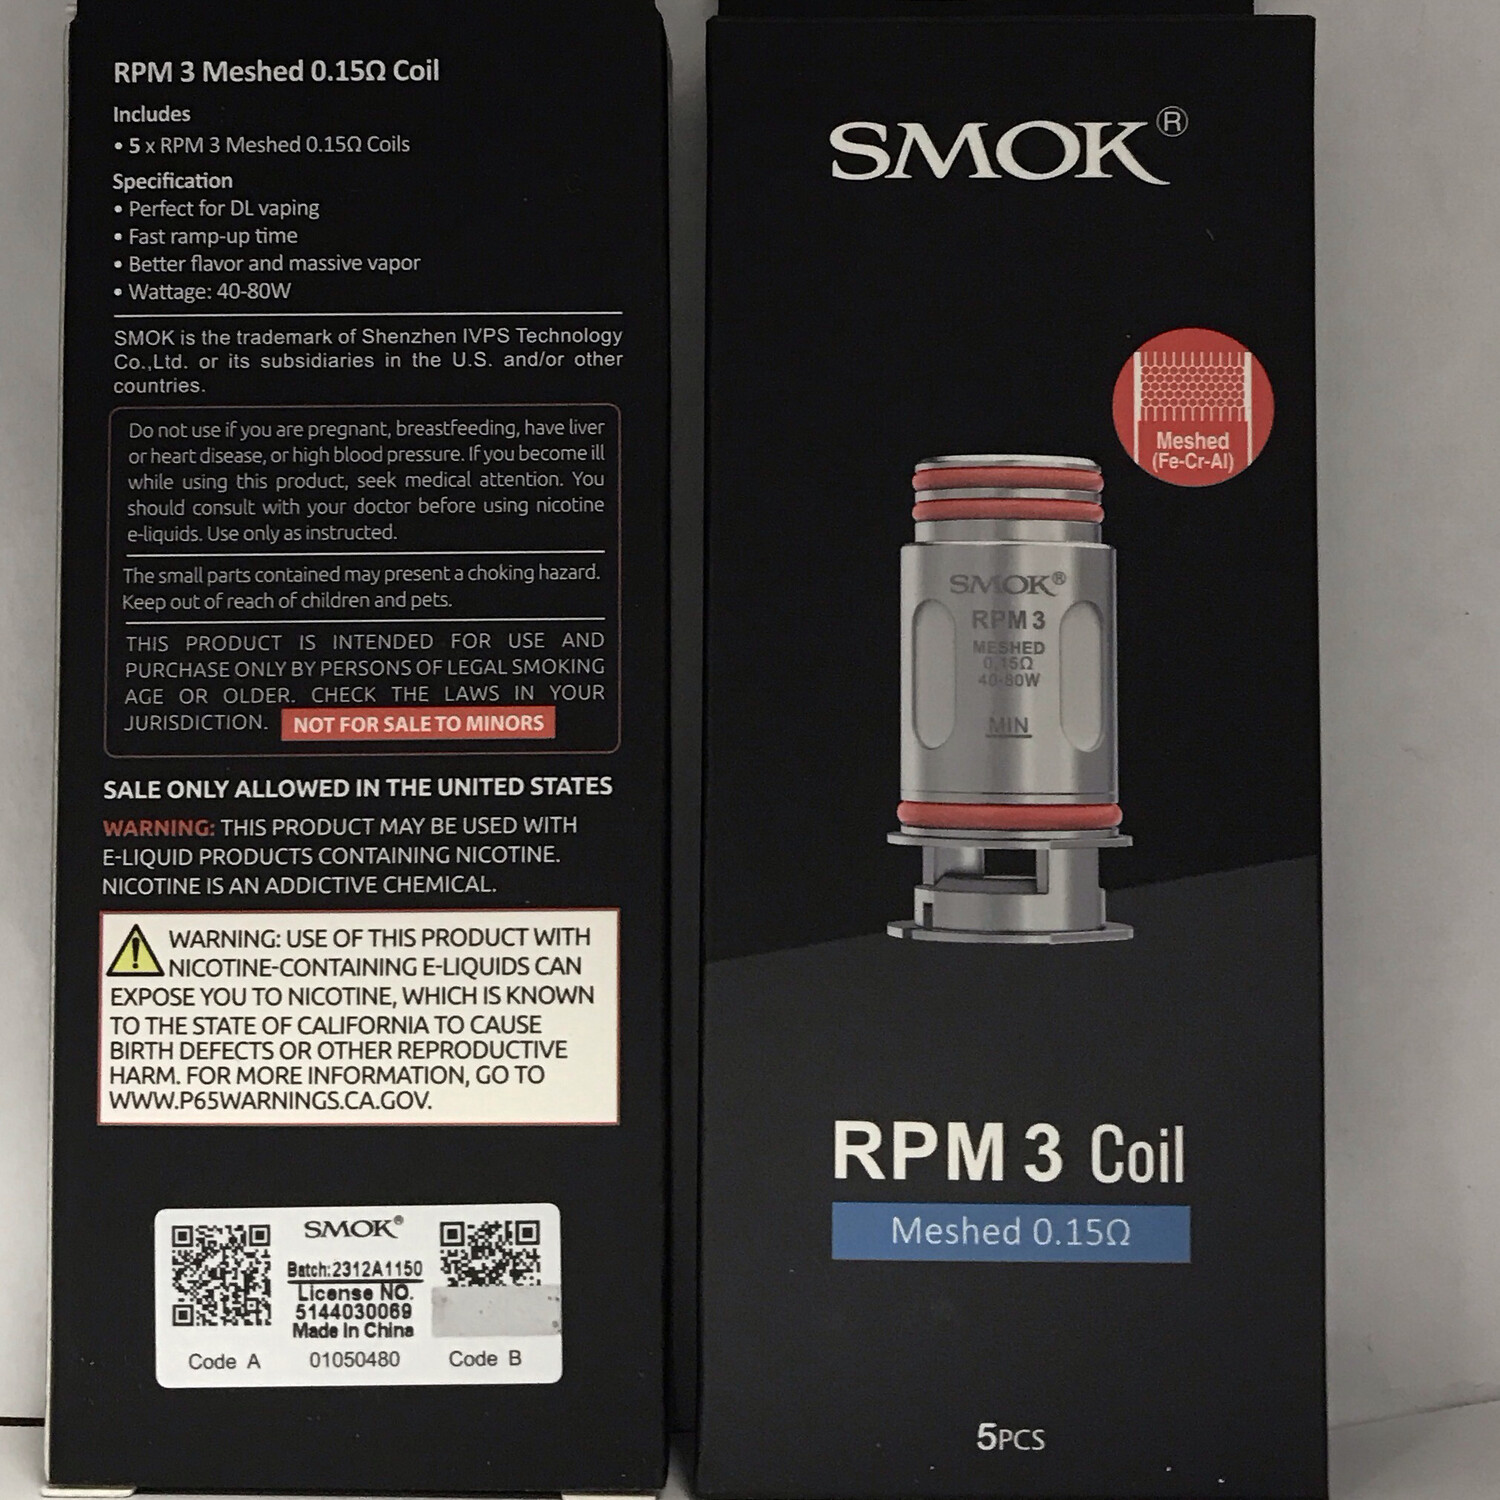 RPM 3 Meshed 0.15Ω Coil
Includes
• 5 x RPM 3 Meshed 0.15Ω Coils
Specification
• Perfect for DL vaping
• Fast ramp-up time
• Better flavor and massive vapor
• Wattage: 40-80W
SMOK is the trademark of Shenzhen IVPS Technology
Co.,Ltd. or its subsidiaries in the U.S. and/or other
countries.
Do not use if you are pregnant, breastfeeding, have liver
or heart disease, or high blood pressure. If you become ill
while using this product, seek medical attention. You
should consult with your doctor before using nicotine
e-liquids. Use only as instructed.
The small parts contained may present a choking hazard.
Keep out of reach of children and pets.
THIS PRODUCT IS INTENDED FOR USE AND
PURCHASE ONLY BY PERSONS OF LEGAL SMOKING
AGE OR OLDER. CHECK THE LAWS IN YOUR
JURISDICTION. NOT FOR SALE TO MINORS
SALE ONLY ALLOWED IN THE UNITED STATES
WARNING: THIS PRODUCT MAY BE USED WITH
E-LIQUID PRODUCTS CONTAINING NICOTINE.
NICOTINE IS AN ADDICTIVE CHEMICAL.
WARNING: USE OF THIS PRODUCT WITH
NICOTINE-CONTAINING E-LIQUIDS CAN
EXPOSE YOU TO NICOTINE, WHICH IS KNOWN
TO THE STATE OF CALIFORNIA TO CAUSE
BIRTH DEFECTS OR OTHER REPRODUCTIVE
HARM. FOR MORE INFORMATION, GO TO
WWW.P65WARNINGS.CA.GOV.
SMOK®
Batch:2312A1150
License NO.
5144030069
Made In China
Code A 01050480 Code B
SMOK®
Meshed
(Fe-Cr-Al)
SMOK®
RPM 3
MESHED
0.15Ω
40-80W
MIN
RPM 3 Coil
Meshed 0.15Ω
5PCS